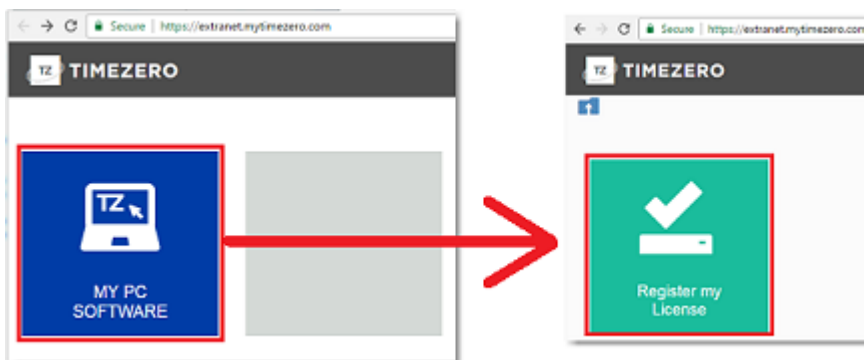 Secure | https://extranet.mytimezero.com
TZ TIMEZERO
TZ
MY PC
SOFTWARE
Secure | https://extranet.mytimezero.com
TZ TIMEZERO
Register my
License